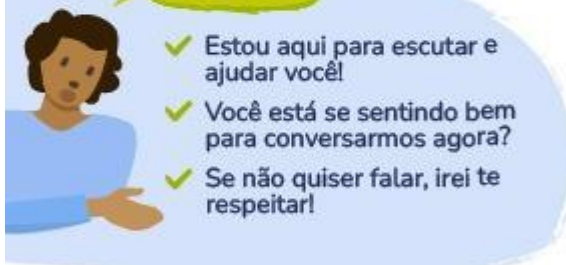 Estou aqui para escutar e
ajudar você!
Você está se sentindo bem
para conversarmos agora?
Se não quiser falar, irei te
respeitar!